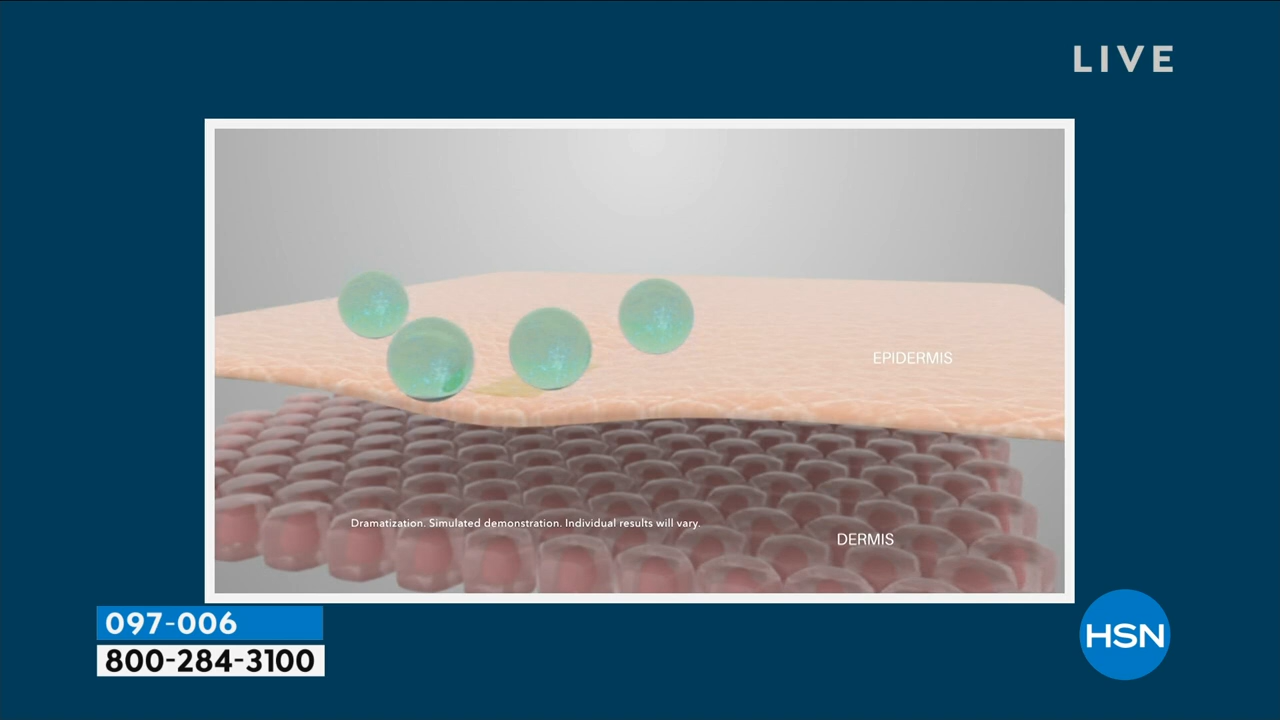 LIVE
EPIDERMIS
Dramatization. Simulated demonstration. Individual results will vary.
DERMIS
097-006
800-284-3100
HSN